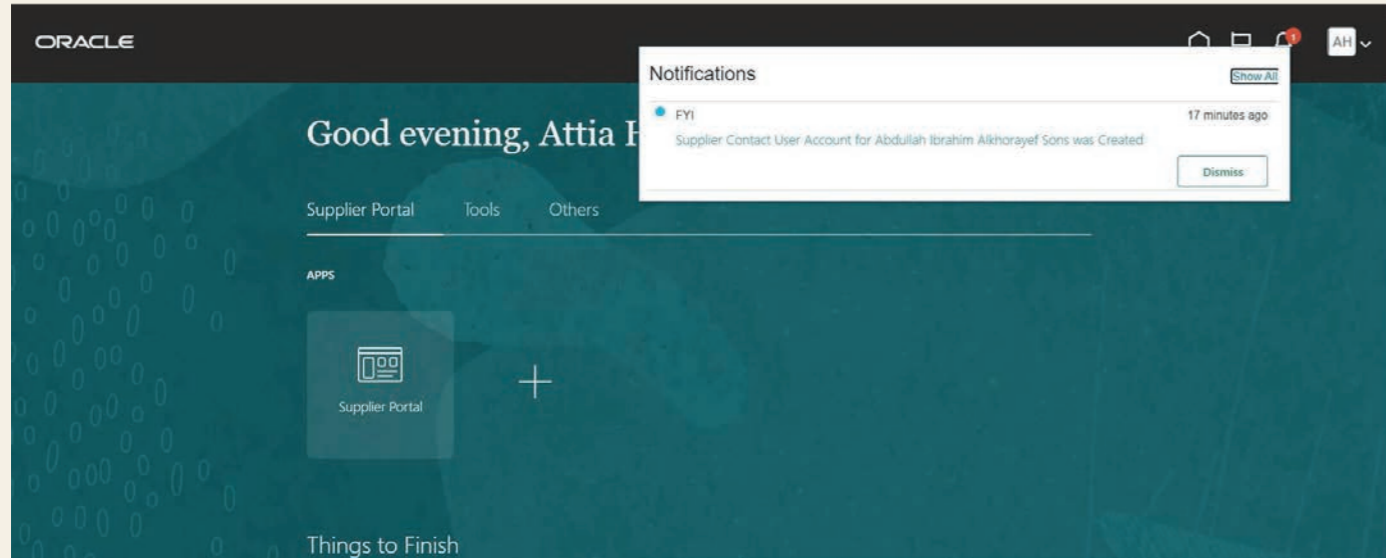 ORACLE
1
AH
Notifications
Show All
FYI
17 minutes ago
Supplier Contact User Account for Abdullah Ibrahim Alkhorayef Sons was Created
Dismiss
Good evening, Attia
Supplier Portal
Tools
Others
APPS
Supplier Portal
Things to Finish